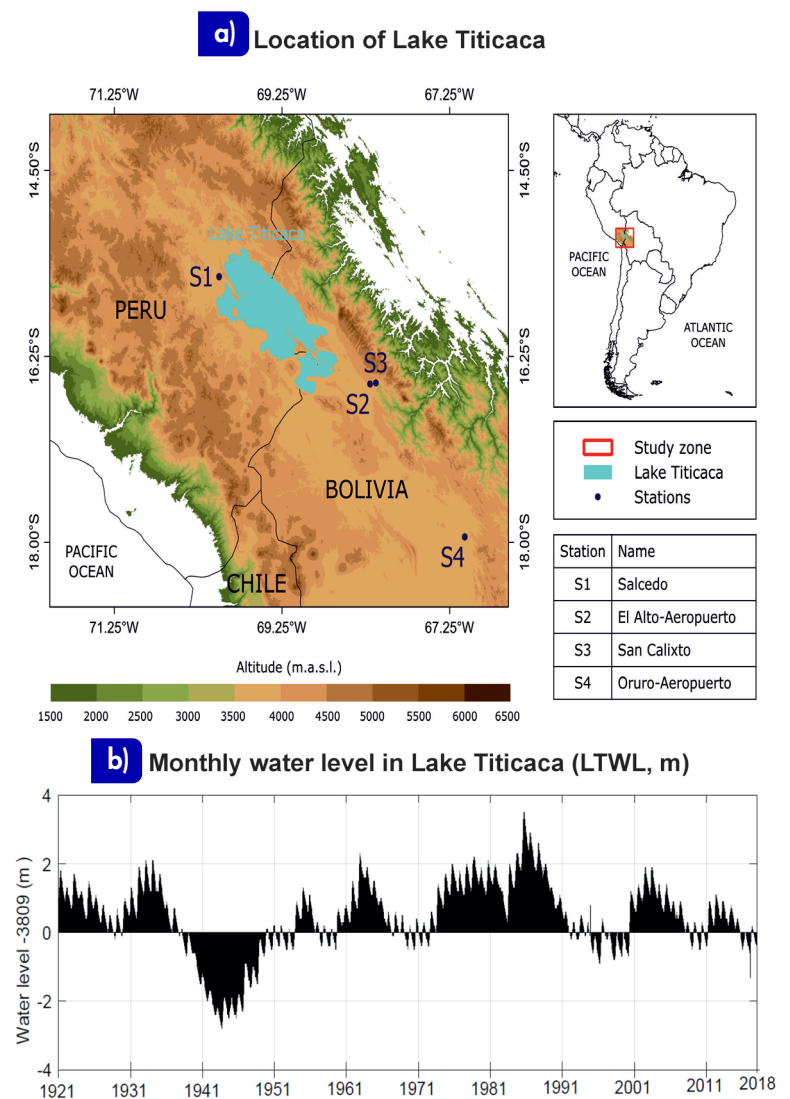 a) Location of Lake Titicaca
71.25°W 69.25°W 67.25°W
14.50°S
16.25°S
18.00°S
Lake Titicaca
S1
PERU
S3
S2
BOLIVIA
S4
PACIFIC
OCEAN
CHILE
14.50°S
16.25°S
18.00°S
71.25°W 69.25°W 67.25°W
PACIFIC
OCEAN
ATLANTIC
OCEAN
Study zone
Lake Titicaca
Stations
Station Name
S1 Salcedo
S2 El Alto-Aeropuerto
S3 San Calixto
S4 Oruro-Aeropuerto
Altitude (m.a.s.l.)
1500 2000 2500 3000 3500 4000 4500 5000 5500 6000 6500
b) Monthly water level in Lake Titicaca (LTWL, m)
Water level -3809 (m )
4
2
0
-2
-4
1921 1931 1941 1951 1961 1971 1981 1991 2001 2011 2018